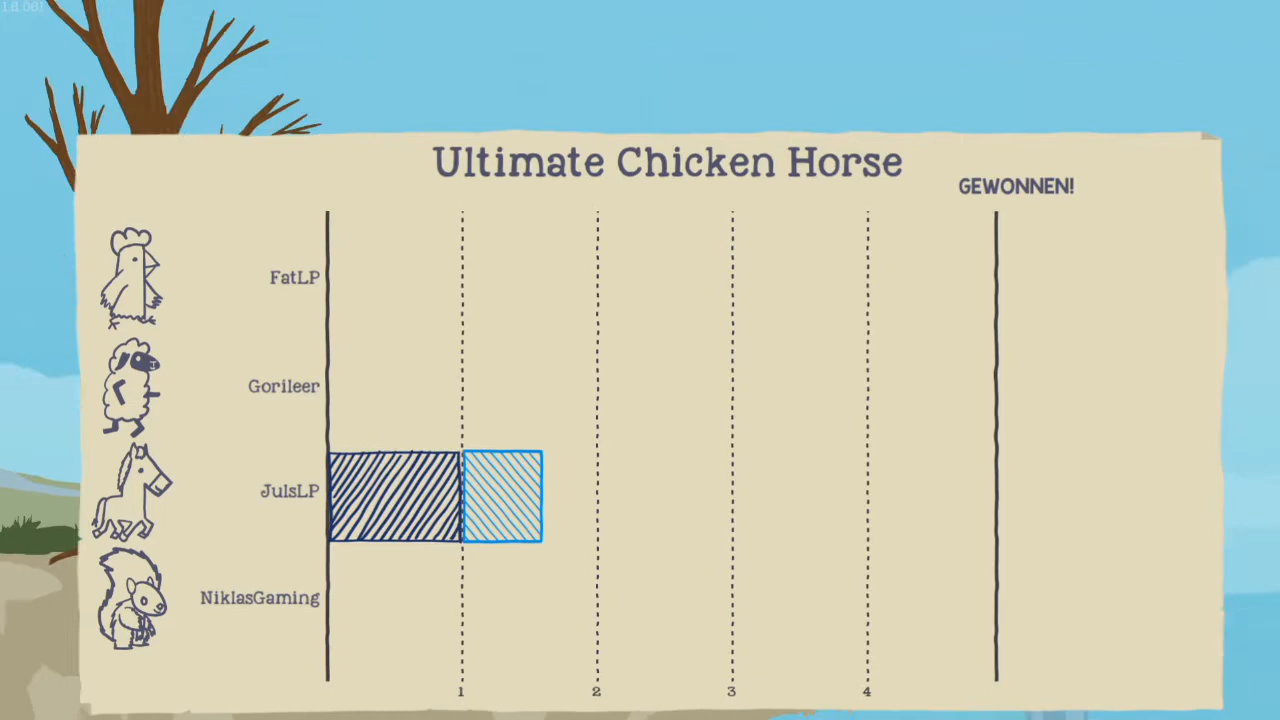 Ultimate Chicken Horse
GEWONNEN!
FatLP
Gorileer
JulsLP
NiklasGaming
1 2 3 4